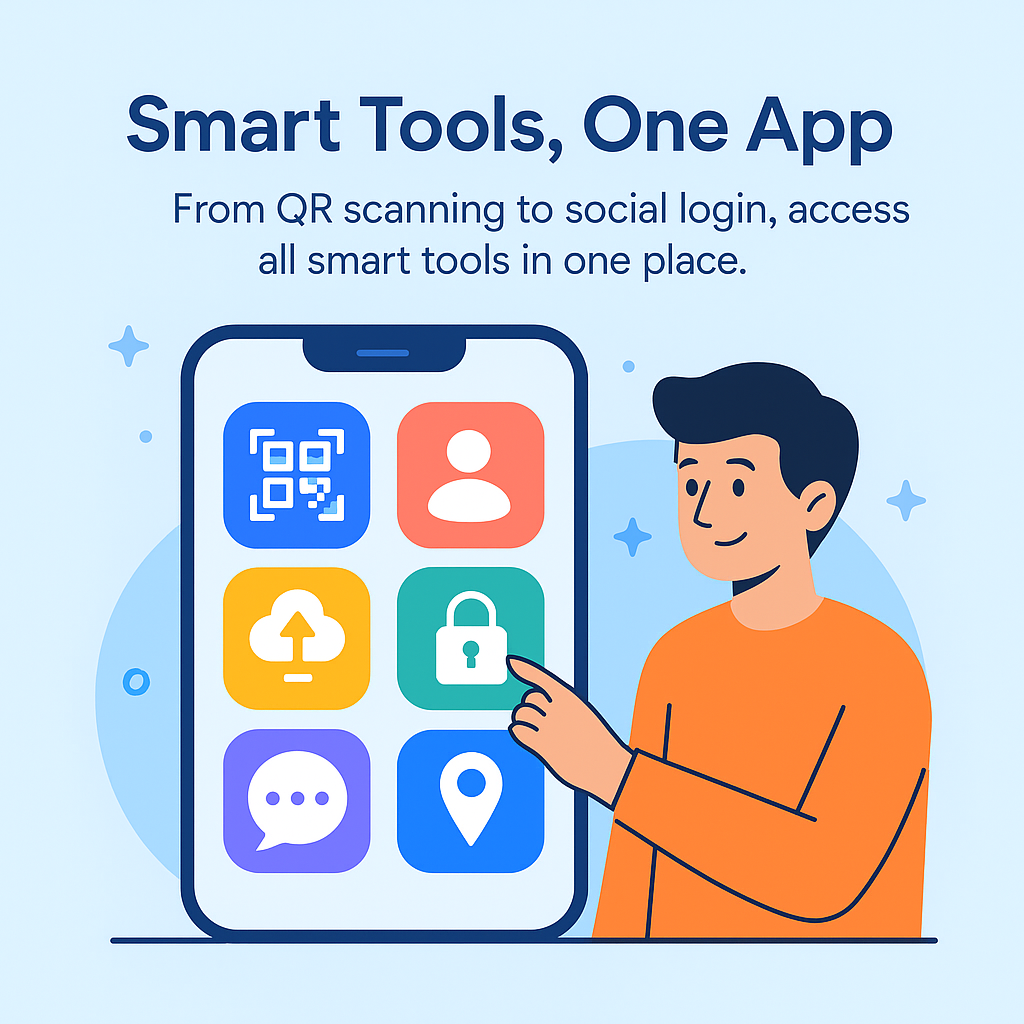 Smart Tools, One App
From QR scanning to social login, access
all smart tools in one place.